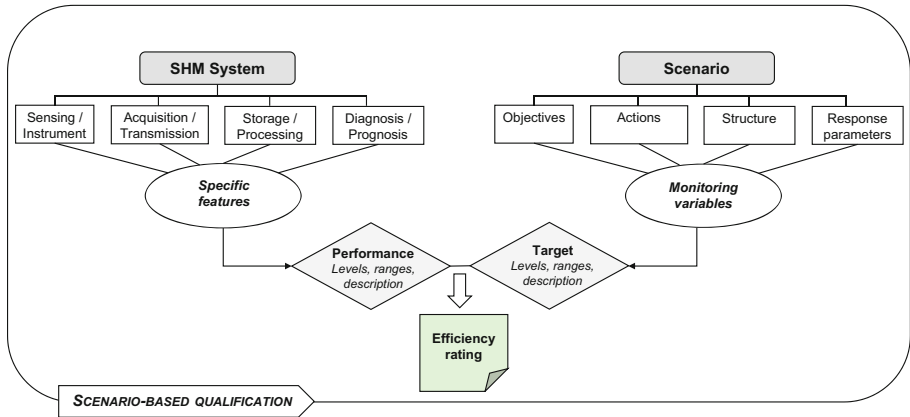 SHM System
Scenario
Sensing /
Instrument
Acquisition /
Transmission
Storage /
Processing
Diagnosis /
Prognosis
Objectives
Actions
Structure
Response
parameters
Specific
features
Monitoring
variables
Performance
Levels, ranges,
description
Target
Levels, ranges,
description
Efficiency
rating
SCENARIO-BASED QUALIFICATION